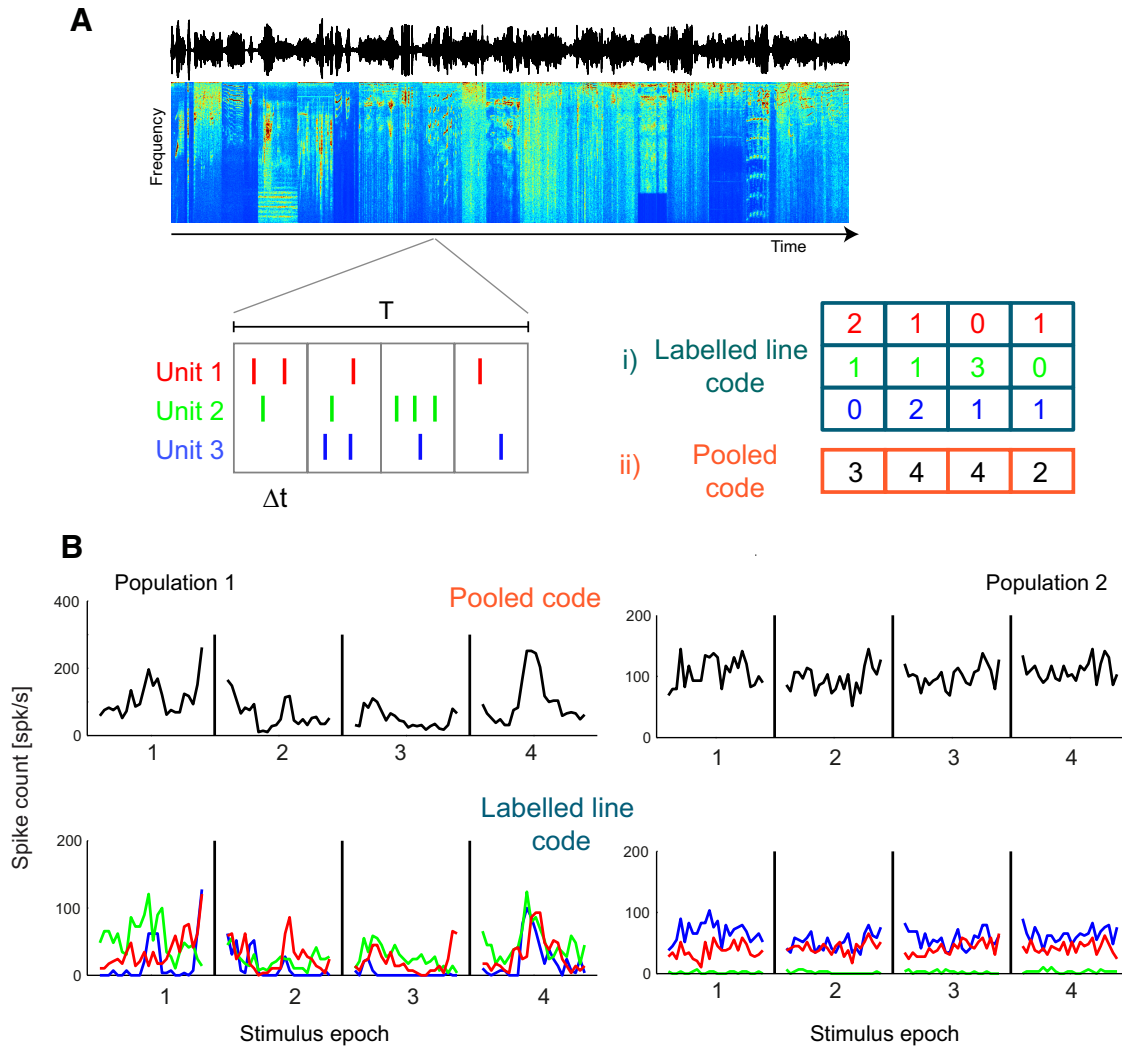 A
Frequency
Time
T
Unit 1
Unit 2
Unit 3
Δt
i) Labelled line
code
2 1 0 1
1 1 3 0
0 2 1 1
ii) Pooled
code
3 4 4 2
B
Population 1
Pooled code
Population 2
Spike count [spk/s]
400
200
0
1 2 3 4
200
100
0
1 2 3 4
Labelled line
code
200
100
0
1 2 3 4
Stimulus epoch
200
100
0
1 2 3 4
Stimulus epoch